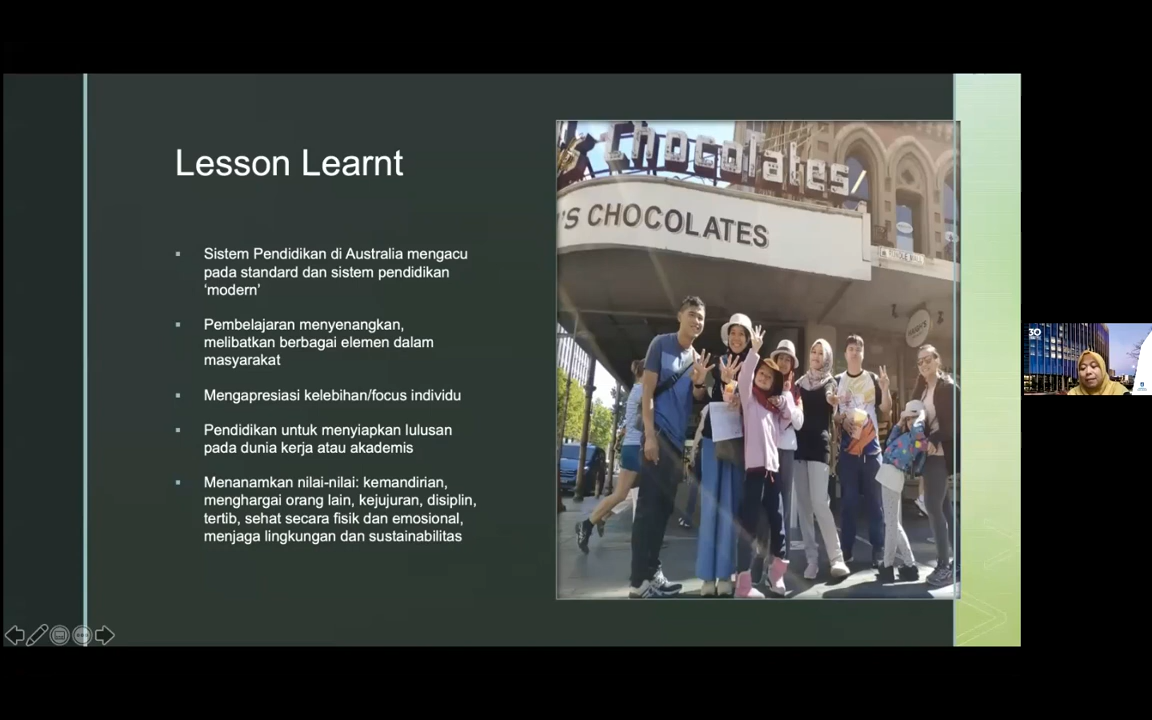 Lesson Learnt
Sistem Pendidikan di Australia mengacu
pada standard dan sistem pendidikan
‘modern’
Pembelajaran menyenangkan,
melibatkan berbagai elemen dalam
masyarakat
Mengapresiasi kelebihan/focus individu
Pendidikan untuk menyiapkan lulusan
pada dunia kerja atau akademis
Menanamkan nilai-nilai: kemandirian,
menghargai orang lain, kejujuran, disiplin,
tertib, sehat secara fisik dan emosional,
menjaga lingkungan dan sustainabilitas
Chocolates
'S CHOCOLATES
30